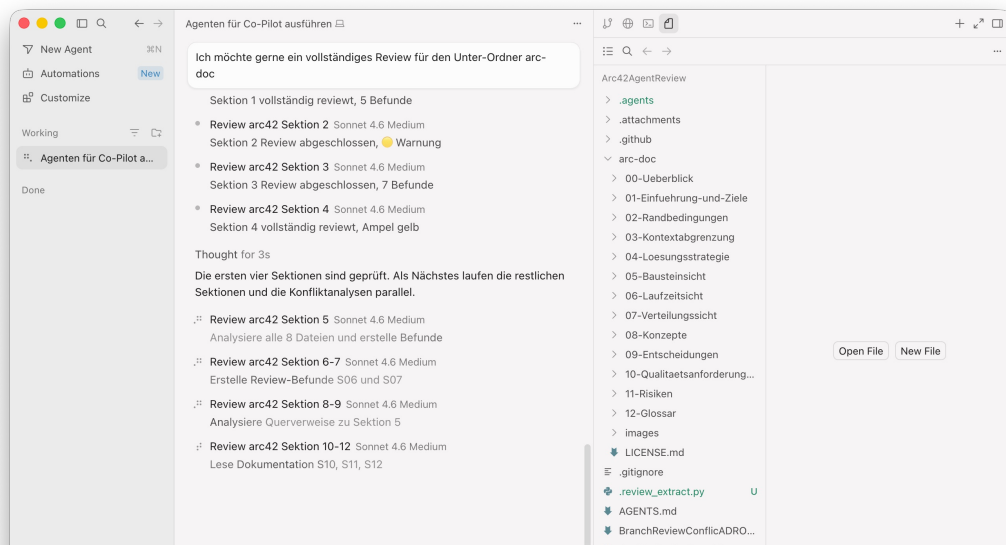 Agenten für Co-Pilot ausführen
New Agent ⌘N
Automations New
Customize
Working
Agenten für Co-Pilot a...
Done
Ich möchte gerne ein vollständiges Review für den Unter-Ordner arc-
doc
Sektion 1 vollständig reviewt, 5 Befunde
Review arc42 Sektion 2 Sonnet 4.6 Medium
Sektion 2 Review abgeschlossen, 🟡 Warnung
Review arc42 Sektion 3 Sonnet 4.6 Medium
Sektion 3 Review abgeschlossen, 7 Befunde
Review arc42 Sektion 4 Sonnet 4.6 Medium
Sektion 4 vollständig reviewt, Ampel gelb
Thought for 3s
Die ersten vier Sektionen sind geprüft. Als Nächstes laufen die restlichen
Sektionen und die Konfliktanalysen parallel.
Review arc42 Sektion 5 Sonnet 4.6 Medium
Analysiere alle 8 Dateien und erstelle Befunde
Review arc42 Sektion 6-7 Sonnet 4.6 Medium
Erstelle Review-Befunde S06 und S07
Review arc42 Sektion 8-9 Sonnet 4.6 Medium
Analysiere Querverweise zu Sektion 5
Review arc42 Sektion 10-12 Sonnet 4.6 Medium
Lese Dokumentation S10, S11, S12
Arc42AgentReview
.agents
.attachments
.github
arc-doc
00-Ueberblick
01-Einfuehrung-und-Ziele
02-Randbedingungen
03-Kontextabgrenzung
04-Loesungsstrategie
05-Bausteinsicht
06-Laufzeitsicht
07-Verteilungssicht
08-Konzepte
09-Entscheidungen
10-Qualitaetsanforderung...
11-Risiken
12-Glossar
images
LICENSE.md
.gitignore
.review_extract.py U
AGENTS.md
BranchReviewConflicADRO...
Open File New File